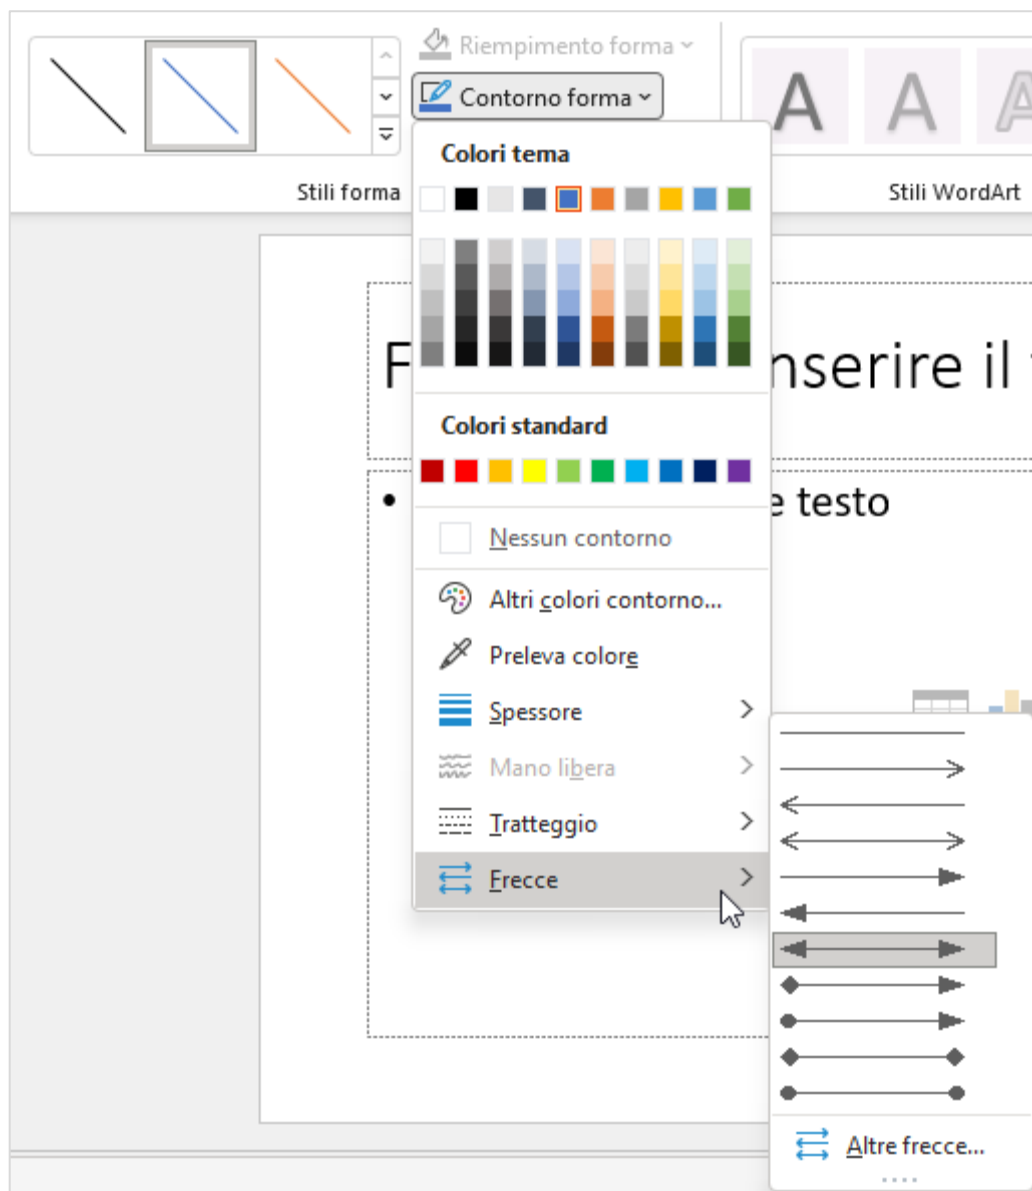 Riempimento forma
Contorno forma
A A A
Stili forma
Stili WordArt
Colori tema
F
nserire il
Colori standard
e testo
Nessun contorno
Altri colori contorno...
Preleva colore
Spessore
Mano libera
Tratteggio
Frecce
Altre frecce...